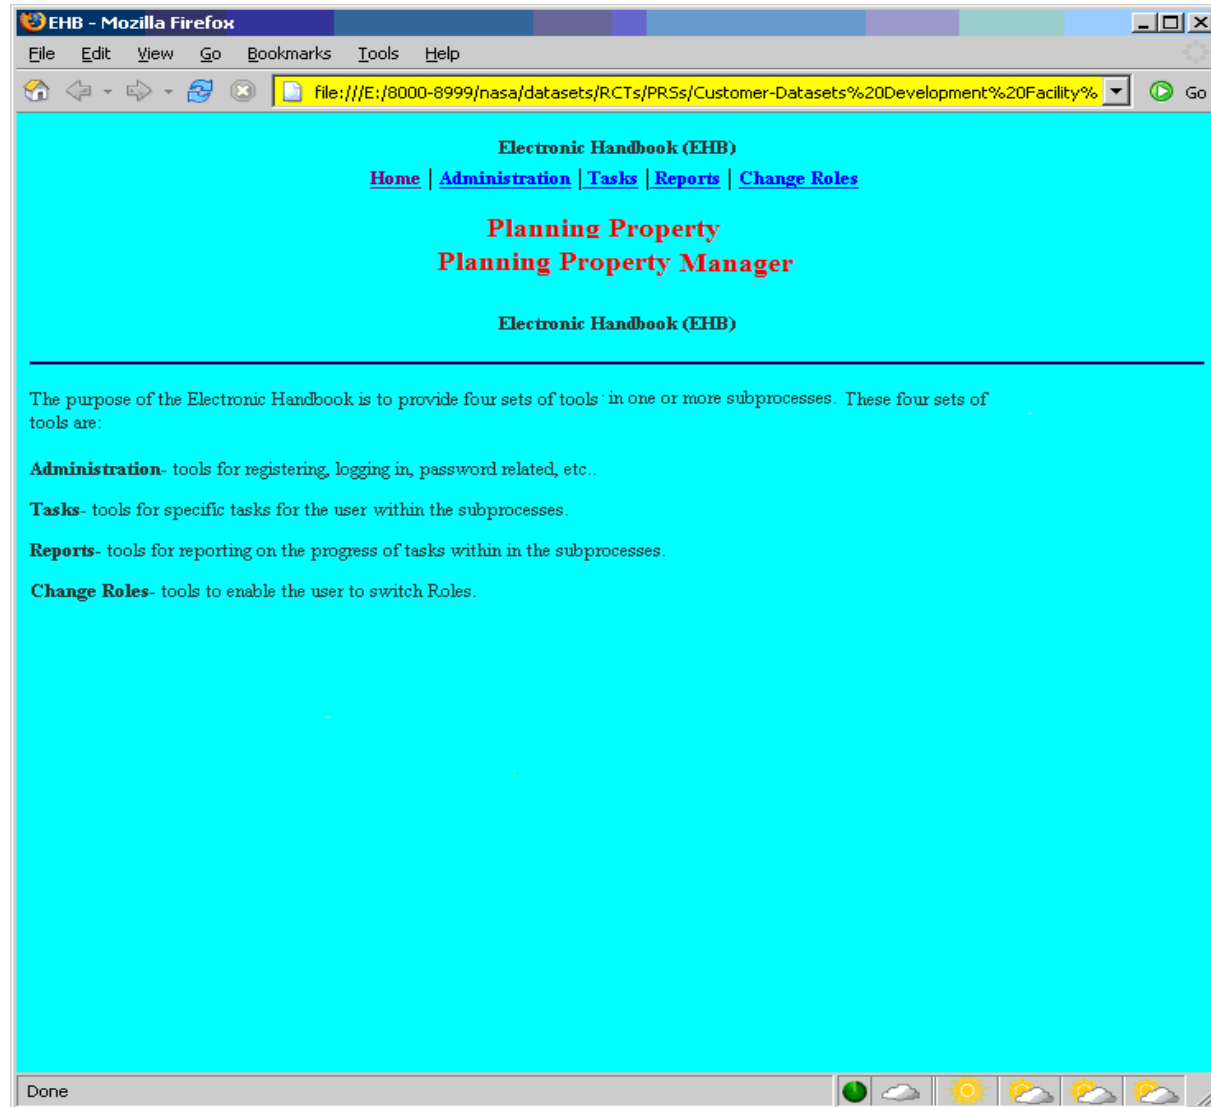 EHB - Mozilla Firefox
File Edit View Go Bookmarks Tools Help
file:///E:/8000-8999/nasa/datasets/RCTs/PRSs/Customer-Datasets%20Development%20Facility% Go
Electronic Handbook (EHB)
Home | Administration | Tasks | Reports | Change Roles
Planning Property
Planning Property Manager
Electronic Handbook (EHB)
The purpose of the Electronic Handbook is to provide four sets of tools in one or more subprocesses. These four sets of
tools are:
Administration- tools for registering, logging in, password related, etc..
Tasks- tools for specific tasks for the user within the subprocesses.
Reports- tools for reporting on the progress of tasks within in the subprocesses.
Change Roles- tools to enable the user to switch Roles.
Done